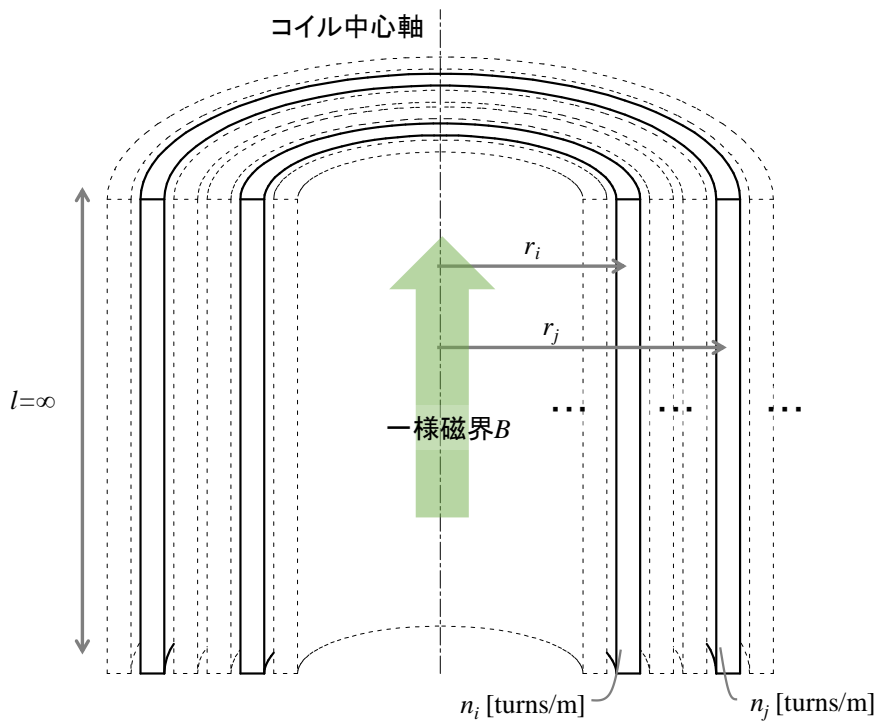 コイル中心軸
r_i
r_j
l=∞
…
…
…
一様磁界B
n_i [turns/m]
n_j [turns/m]